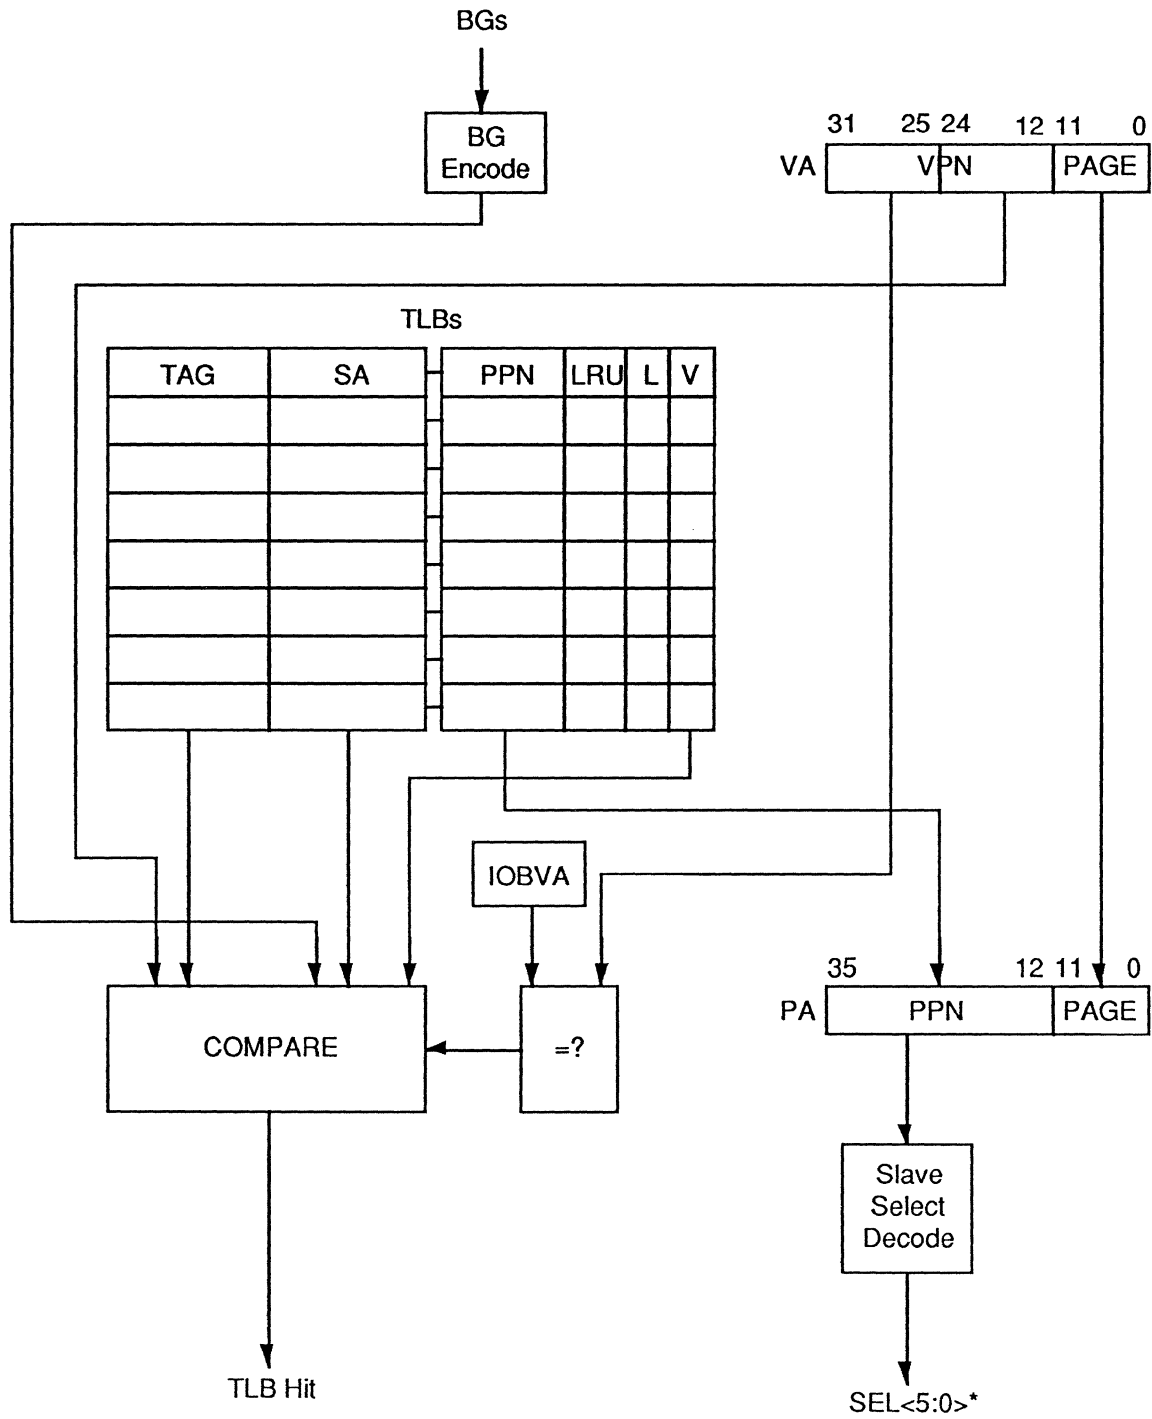 BGs
BG
Encode
31 25 24 12 11 0
VA VPN PAGE
TLBs
TAG SA PPN LRU L V
IOBVA
35 12 11 0
PA PPN PAGE
COMPARE
=?
Slave
Select
Decode
TLB Hit
SEL<5:0>*